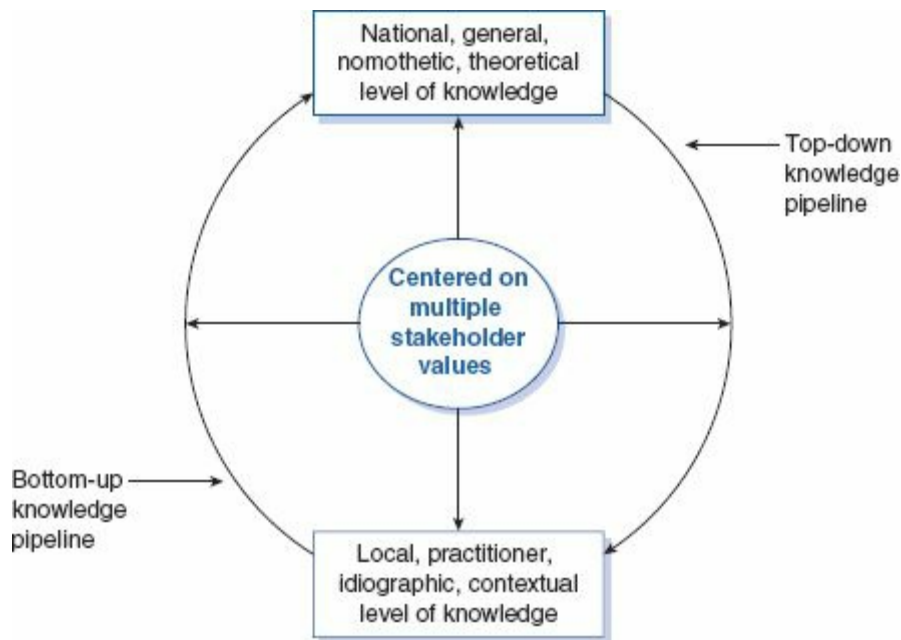 National, general,
nomothetic, theoretical
level of knowledge
Top-down
knowledge
pipeline
Centered on
multiple
stakeholder
values
Bottom-up
knowledge
pipeline
Local, practitioner,
idiographic, contextual
level of knowledge